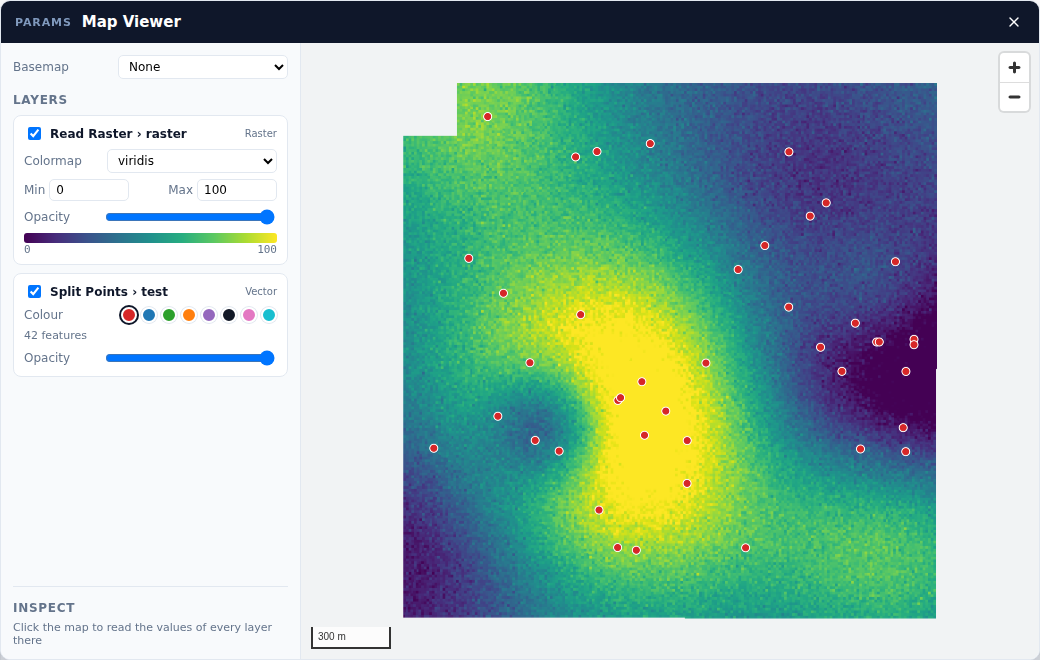 PARAMS Map Viewer ×
Basemap None
LAYERS
Read Raster › raster Raster
Colormap viridis
Min 0 Max 100
Opacity
0 100
Split Points › test Vector
Colour
42 features
Opacity
INSPECT
Click the map to read the values of every layer
there
+
−
300 m